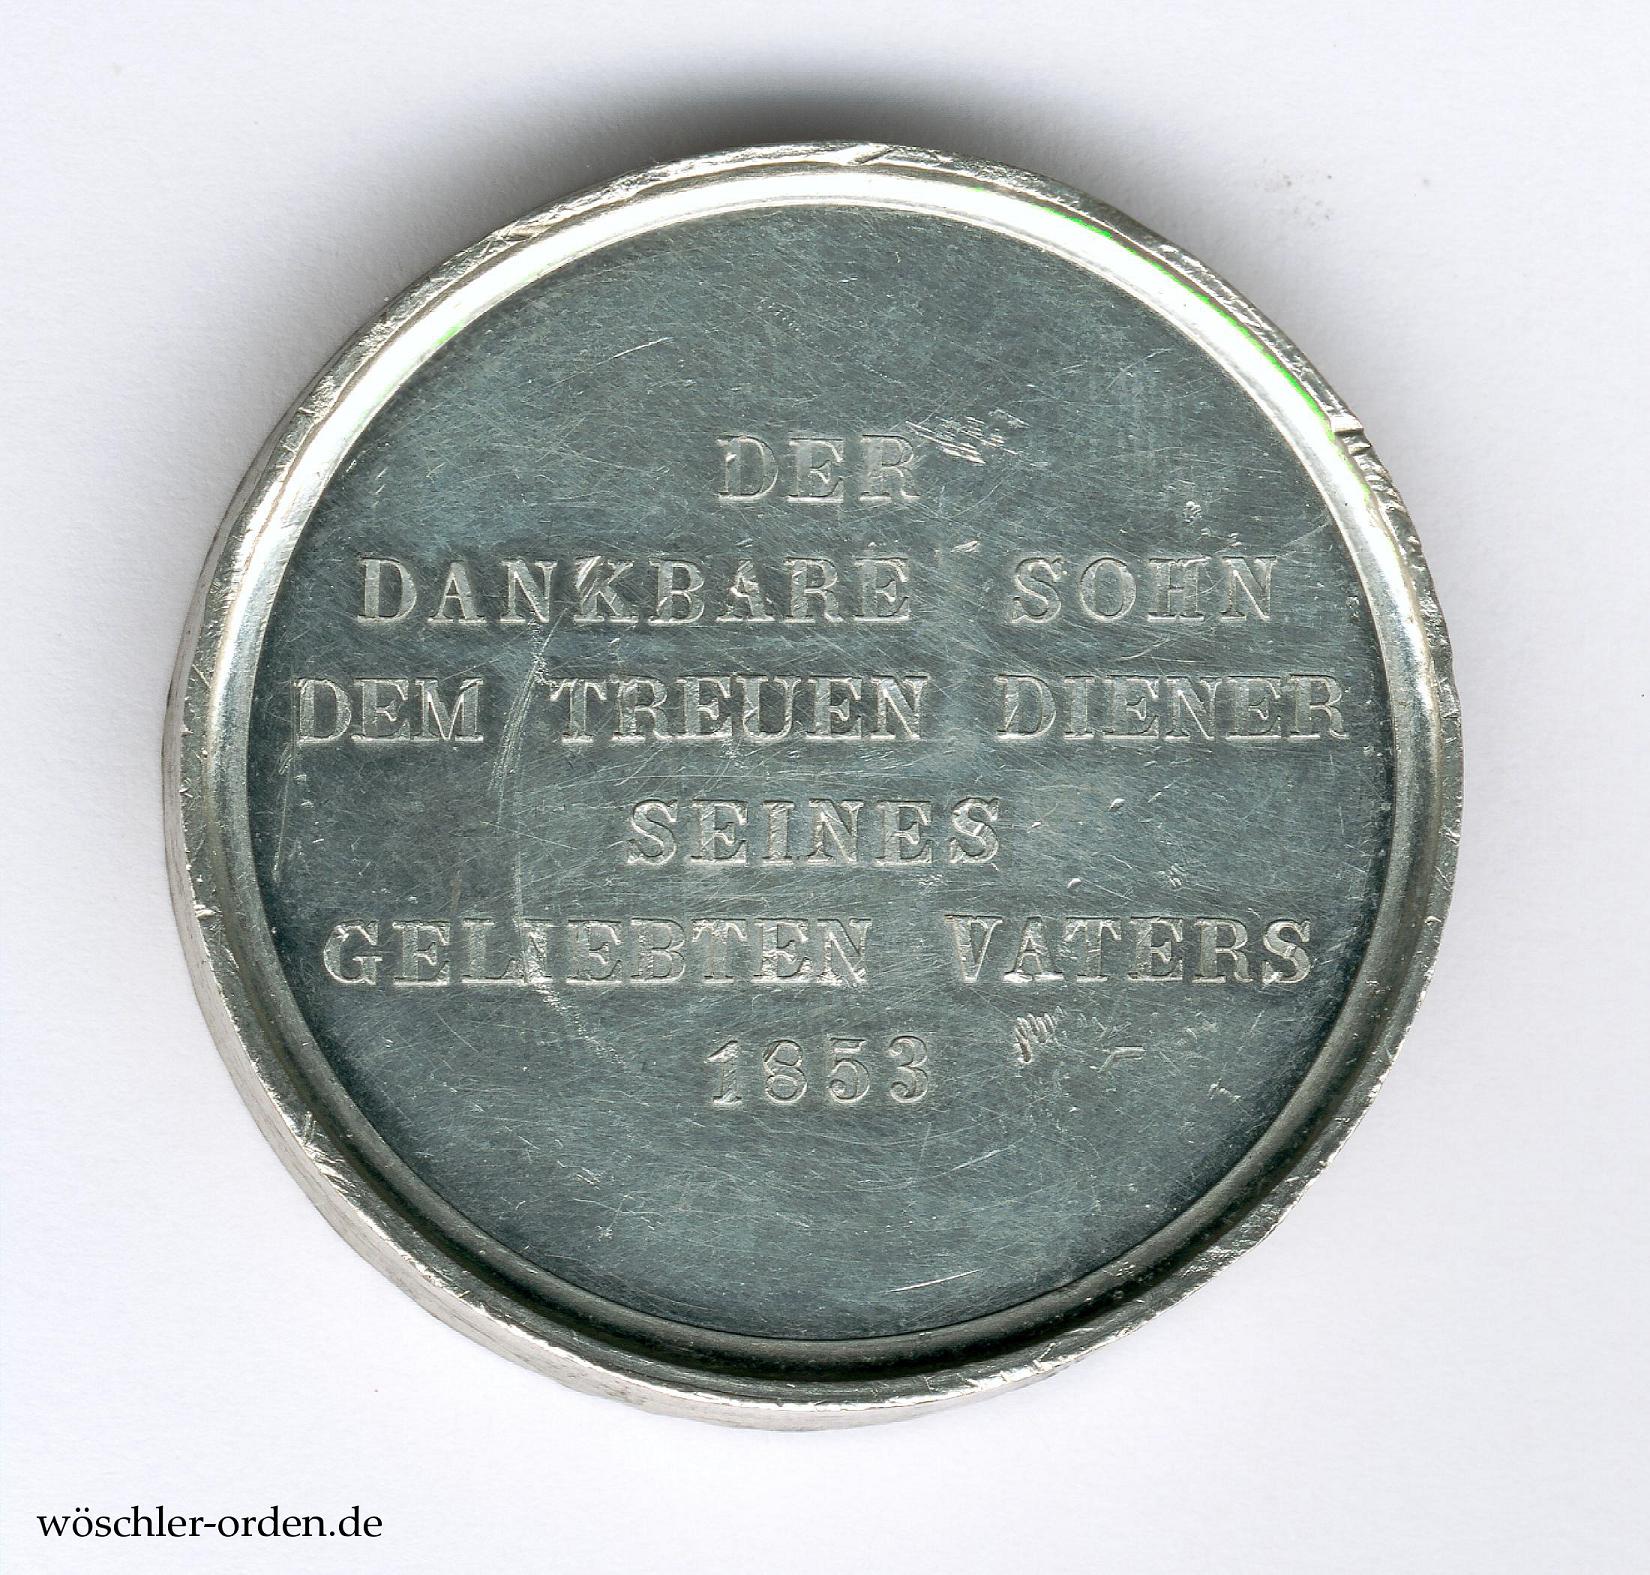 DER
DANKBARE SOHN
DEM TREUEN DIENER
SEINES
GELIEBTEN VATERS
1853
wöschler-orden.de